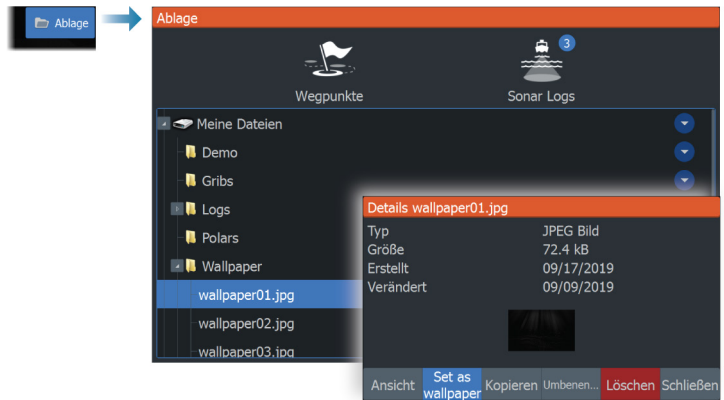 Ablage
Ablage
3
Wegpunkte
Sonar Logs
Meine Dateien
Demo
Gribs
Logs
Polars
Wallpaper
wallpaper01.jpg
wallpaper02.jpg
wallpaper03.jpg
Details wallpaper01.jpg
Typ JPEG Bild
Größe 72.4 kB
Erstellt 09/17/2019
Verändert 09/09/2019
Ansicht
Set as
wallpaper
Kopieren
Umbenen...
Löschen
Schließen